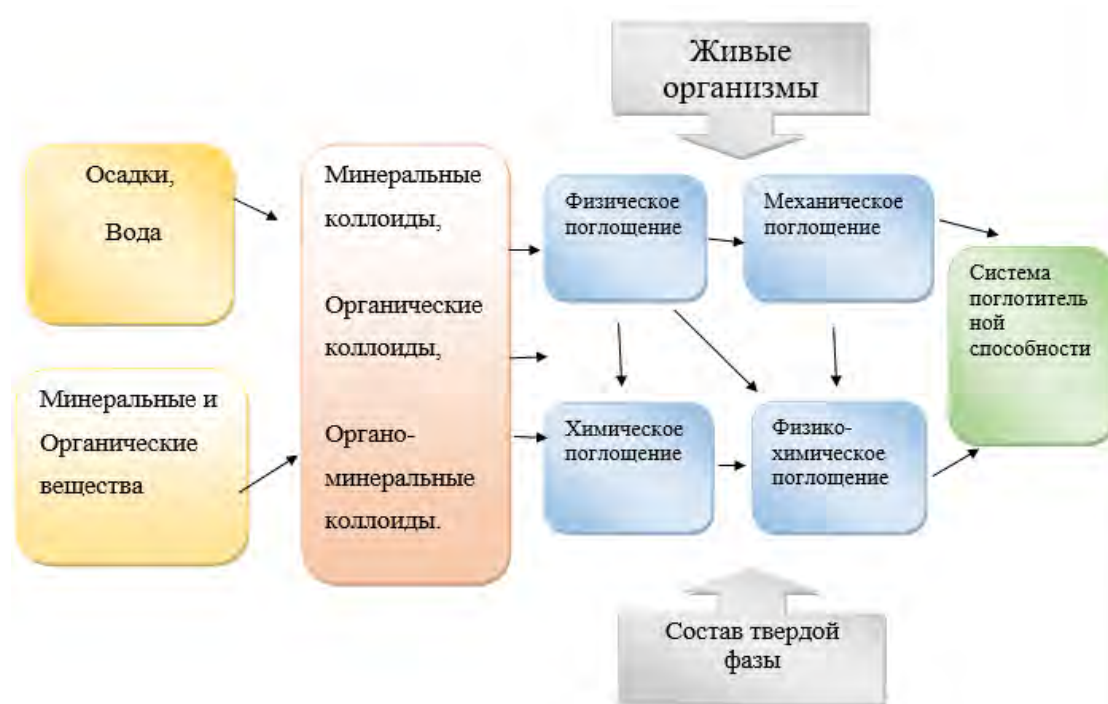 Живые
организмы
Осадки,
Вода
Минеральные и
Органические
вещества
Минеральные
коллоиды,
Органические
коллоиды,
Органо-
минеральные
коллоиды.
Физическое
поглощение
Механическое
поглощение
Химическое
поглощение
Физико-
химическое
поглощение
Система
поглотитель
ной
способности
Состав твердой
фазы